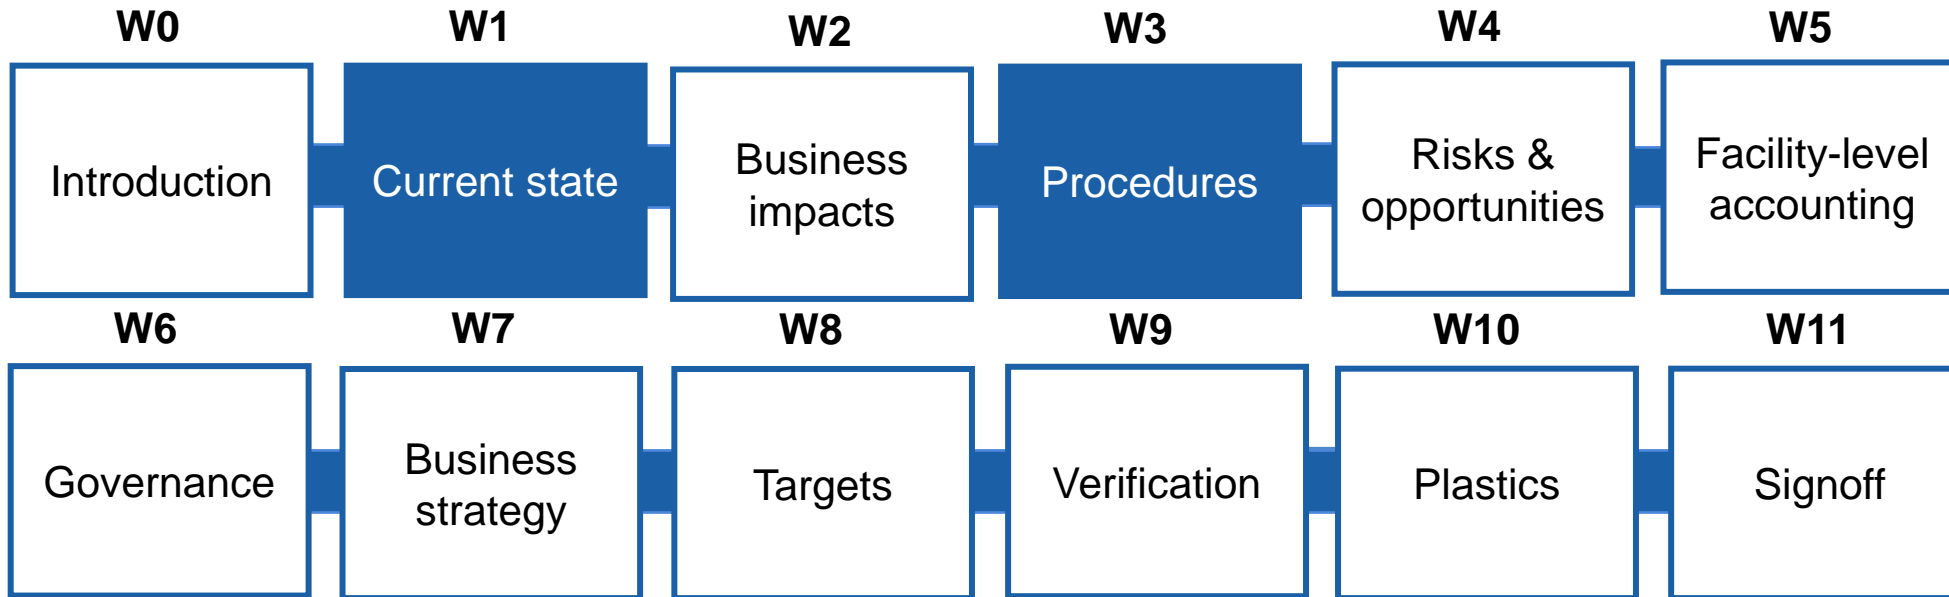 W0 W1 W2 W3 W4 W5
Introduction
Current state
Business
impacts
Procedures
Risks &
opportunities
Facility-level
accounting
W6 W7 W8 W9 W10 W11
Governance
Business
strategy
Targets
Verification
Plastics
Signoff